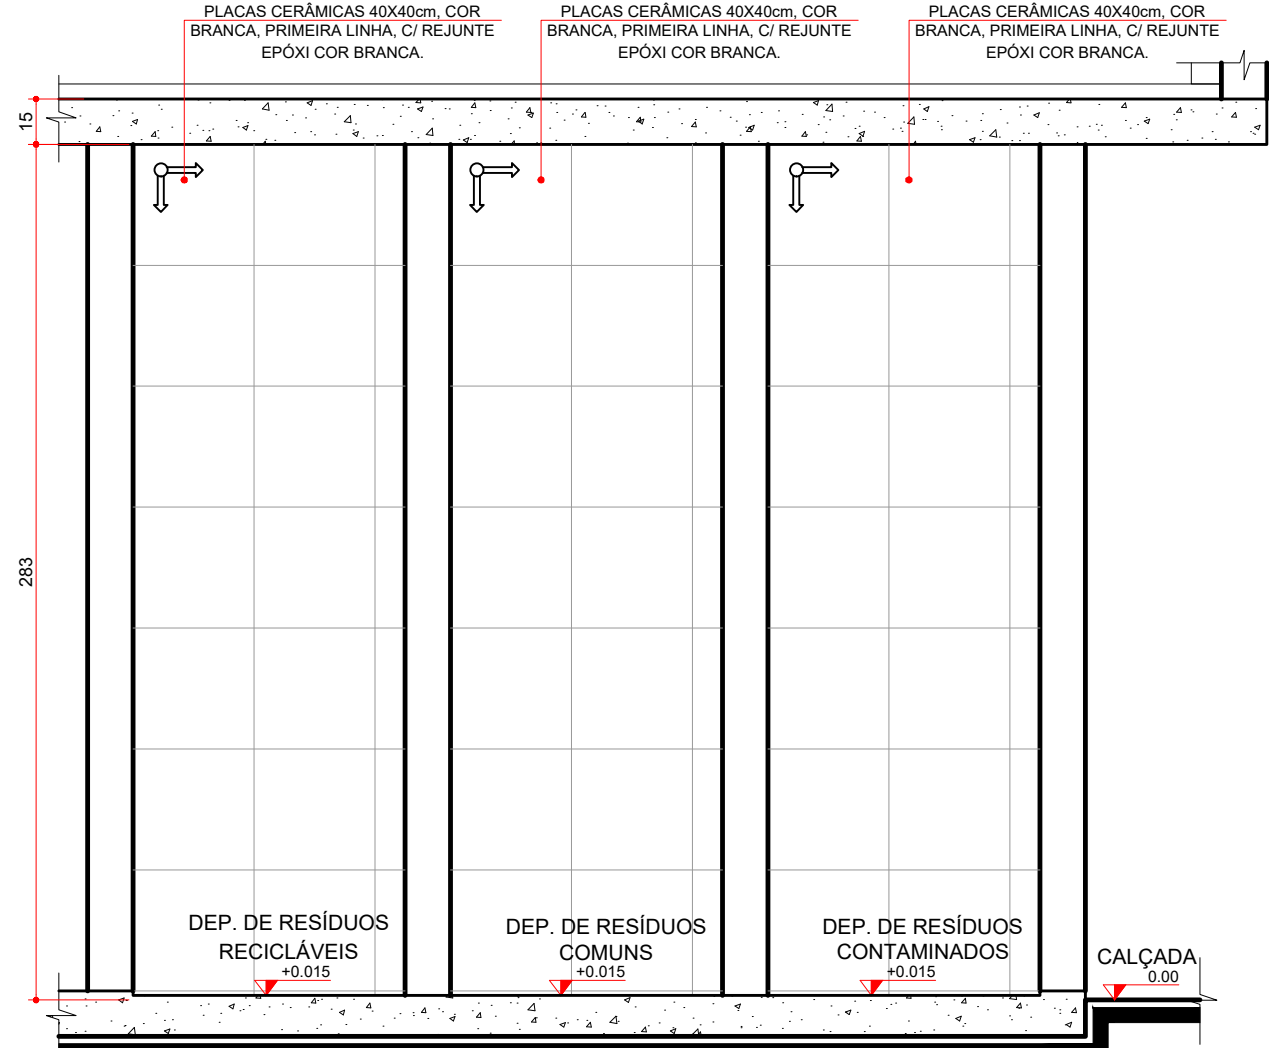 PLACAS CERÂMICAS 40X40cm, COR
BRANCA, PRIMEIRA LINHA, C/ REJUNTE
EPÓXI COR BRANCA.
PLACAS CERÂMICAS 40X40cm, COR
BRANCA, PRIMEIRA LINHA, C/ REJUNTE
EPÓXI COR BRANCA.
PLACAS CERÂMICAS 40X40cm, COR
BRANCA, PRIMEIRA LINHA, C/ REJUNTE
EPÓXI COR BRANCA.
15
283
DEP. DE RESÍDUOS
RECICLÁVEIS
+0.015
DEP. DE RESÍDUOS
COMUNS
+0.015
DEP. DE RESÍDUOS
CONTAMINADOS
+0.015
CALÇADA
0.00